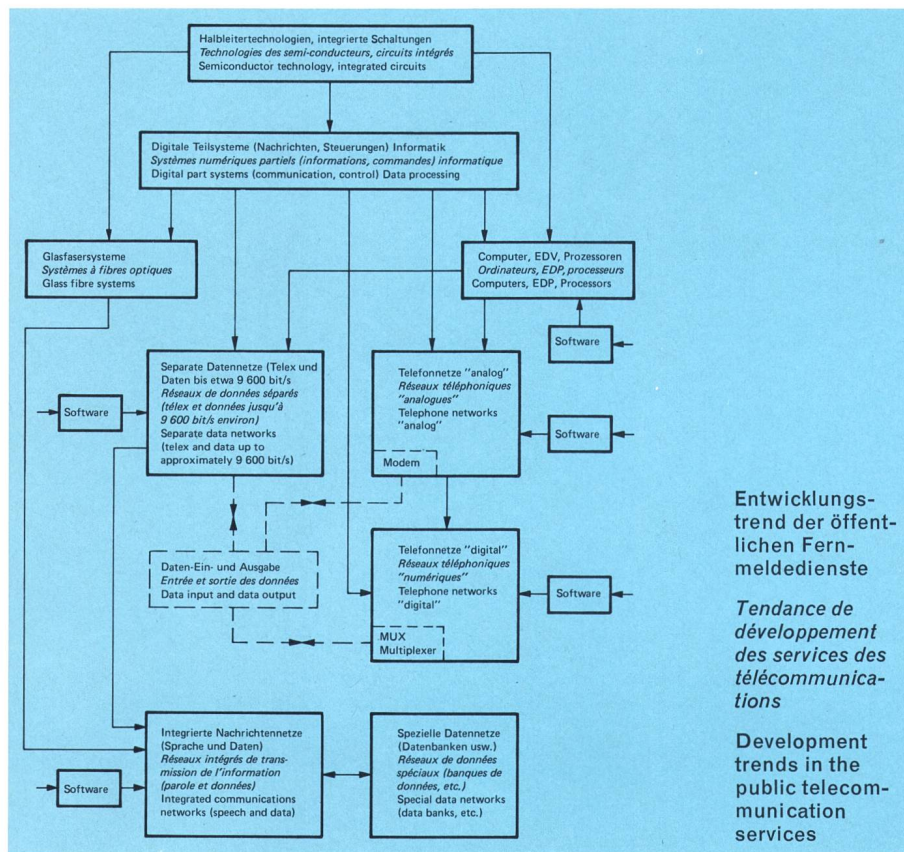 Halbleitertechnologien, integrierte Schaltungen
Technologies des semi-conducteurs, circuits intégrés
Semiconductor technology, integrated circuits
Digitale Teilsysteme (Nachrichten, Steuerungen) Informatik
Systèmes numériques partiels (informations, commandes) informatique
Digital part systems (communication, control) Data processing
Glasfasersysteme
Systèmes à fibres optiques
Glass fibre systems
Computer, EDV, Prozessoren
Ordinateurs, EDP, processeurs
Computers, EDP, Processors
Software
Separate Datennetze (Telex und
Daten bis etwa 9 600 bit/s
Réseaux de données séparés
(télex et données jusqu'à
9 600 bit/s environ)
Separate data networks
(telex and data up to
approximately 9 600 bit/s)
Software
Telefonnetze "analog"
Réseaux téléphoniques
"analogues"
Telephone networks
"analog"
Modem
Software
Daten-Ein- und Ausgabe
Entrée et sortie des données
Data input and data output
Telefonnetze "digital"
Réseaux téléphoniques
"numériques"
Telephone networks
"digital"
MUX
Multiplexer
Software
Integrierte Nachrichtennetze
(Sprache und Daten)
Réseaux intégrés de trans-
mission de l'information
(parole et données)
Integrated communications
networks (speech and data)
Software
Spezielle Datennetze
(Datenbanken usw.)
Réseaux de données
spéciaux (banques de
données, etc.)
Special data networks
(data banks, etc.)
Entwicklungs-
trend der öffent-
lichen Fern-
meldedienste
Tendance de
développement
des services des
télécommunica-
tions
Development
trends in the
public telecom-
munication
services